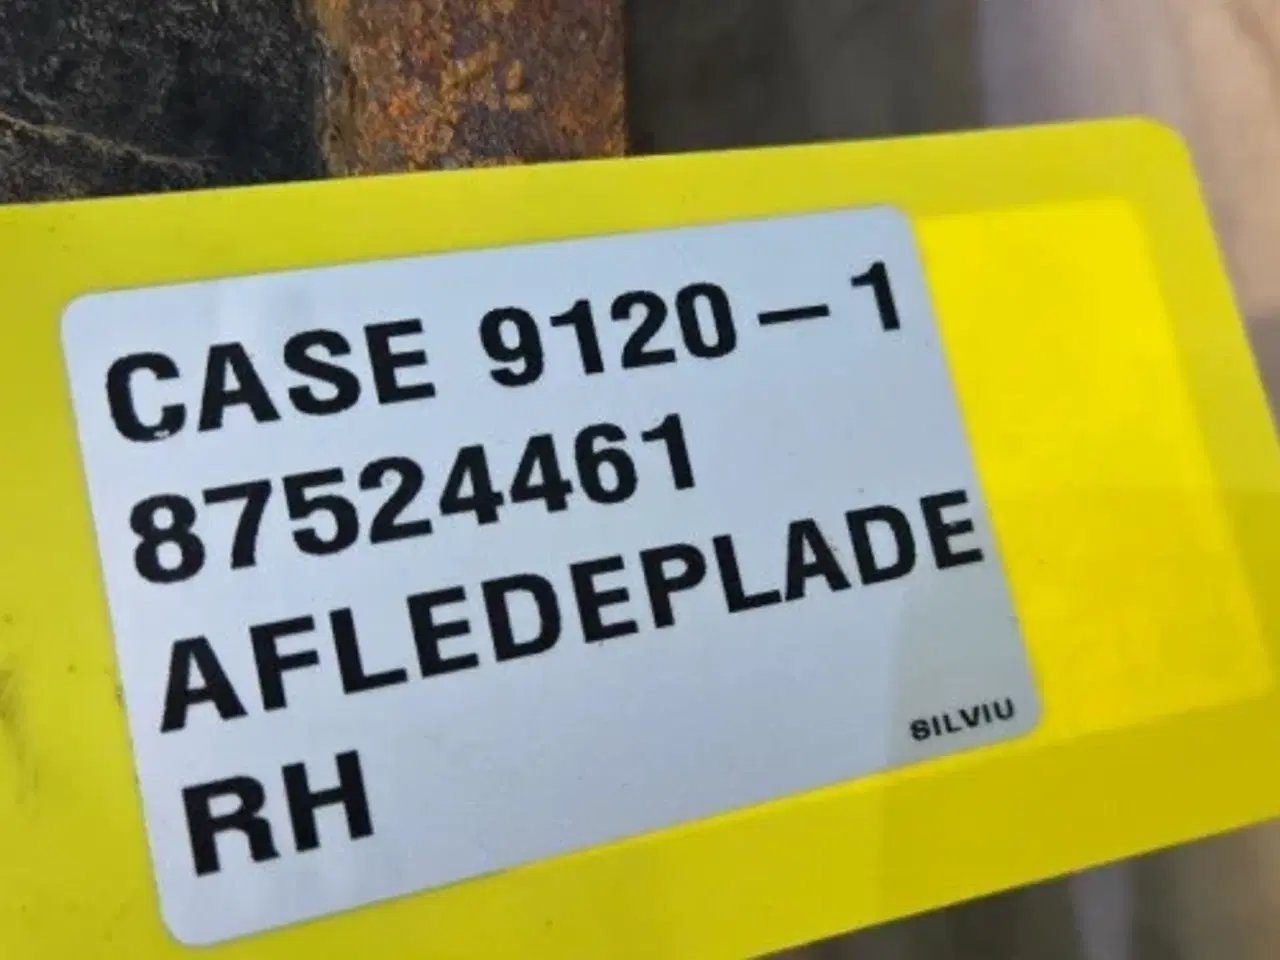 CASE 9120-1
87524461
AFLEDEPLADE
RH
SILVIU